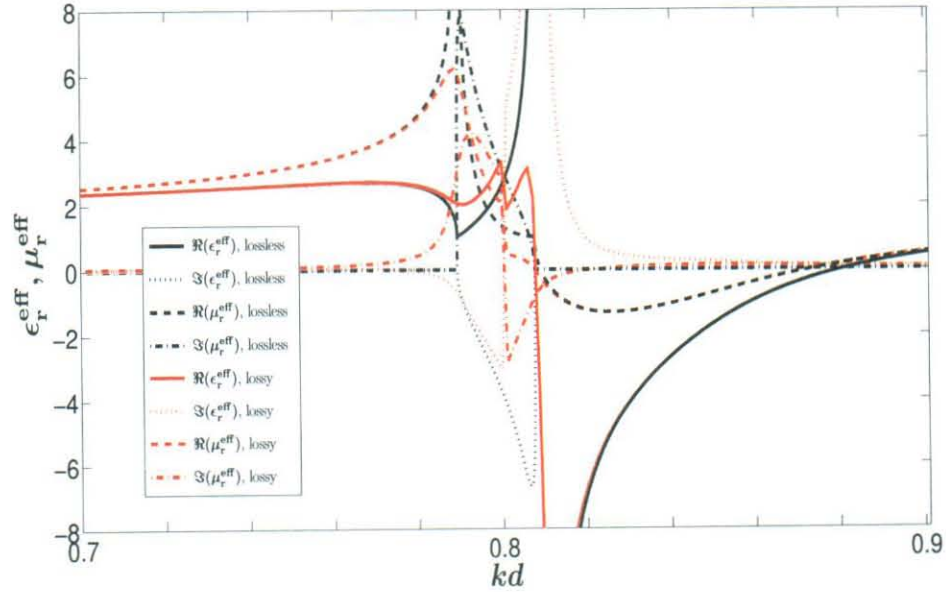 8
6
4
2
0
−2
−4
−6
−8
0.7
0.8
0.9
kd
ϵ_r^eff, μ_r^eff
ℜ(ϵ_r^eff), lossless
ℑ(ϵ_r^eff), lossless
ℜ(μ_r^eff), lossless
ℑ(μ_r^eff), lossless
ℜ(ϵ_r^eff), lossy
ℑ(ϵ_r^eff), lossy
ℜ(μ_r^eff), lossy
ℑ(μ_r^eff), lossy